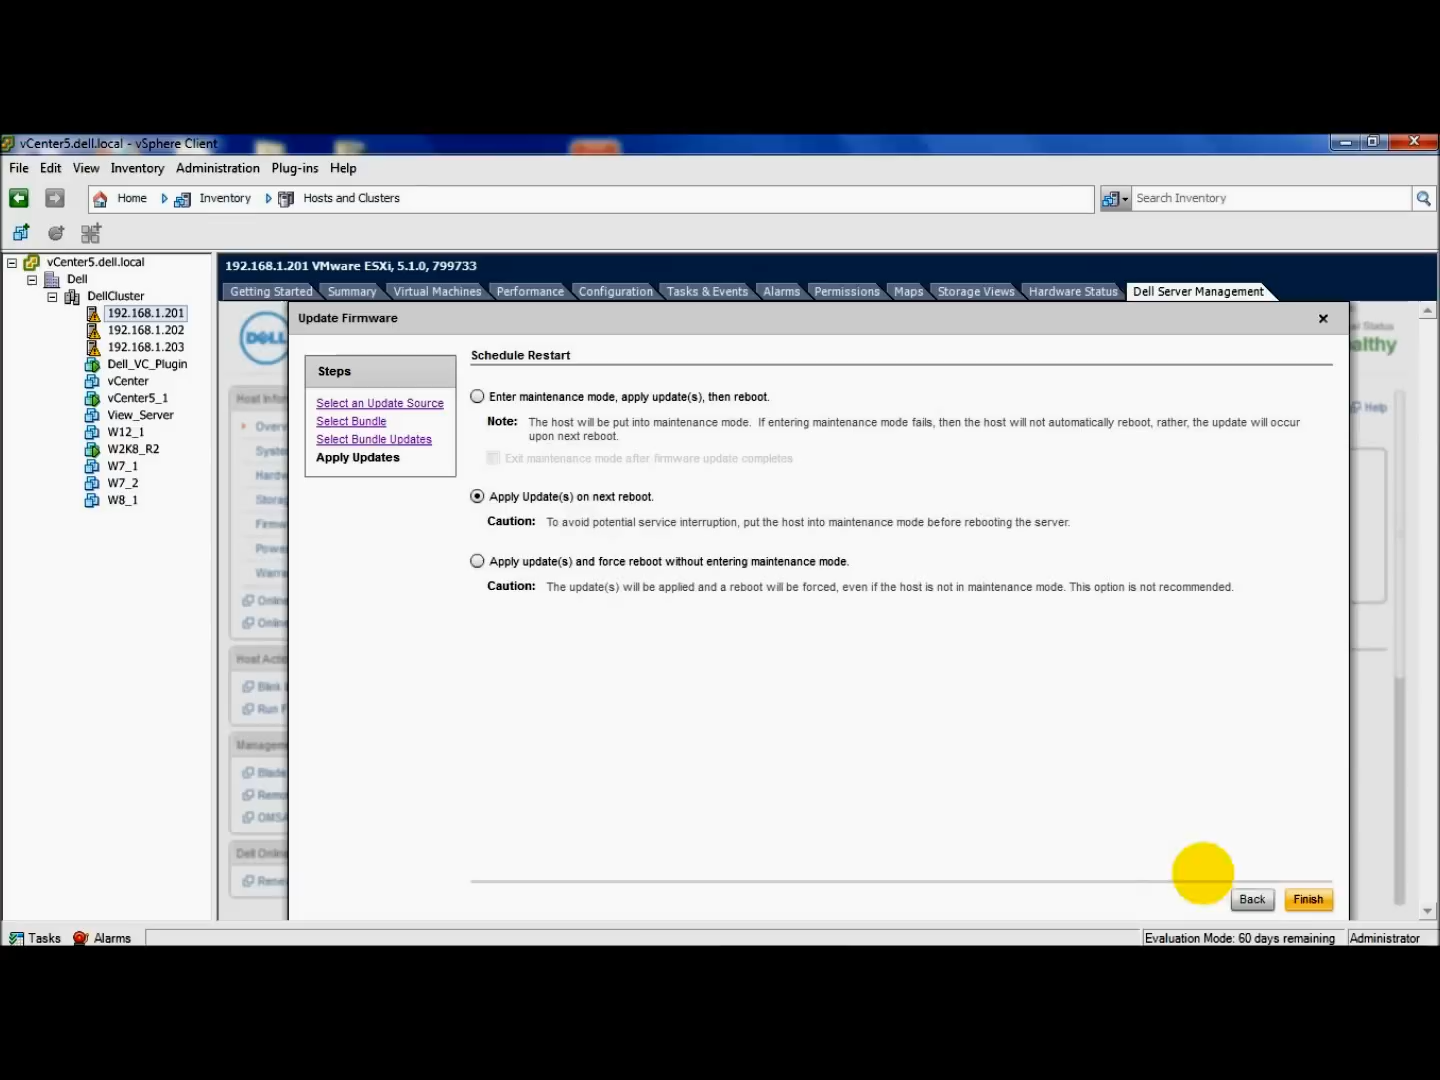 vCenter5.dell.local - vSphere Client
File Edit View Inventory Administration Plug-ins Help
Home Inventory Hosts and Clusters
Search Inventory
vCenter5.dell.local
Dell
DellCluster
192.168.1.201
192.168.1.202
192.168.1.203
Dell_VC_Plugin
vCenter
vCenter5_1
View_Server
W12_1
W2K8_R2
W7_1
W7_2
W8_1
192.168.1.201 VMware ESXi, 5.1.0, 799733
Getting Started Summary Virtual Machines Performance Configuration Tasks & Events Alarms Permissions Maps Storage Views Hardware Status Dell Server Management
DELL
Help
Update Firmware
Steps
Select an Update Source
Select Bundle
Select Bundle Updates
Apply Updates
Schedule Restart
Enter maintenance mode, apply update(s), then reboot.
Note: The host will be put into maintenance mode. If entering maintenance mode fails, then the host will not automatically reboot, rather, the update will occur
upon next reboot.
Exit maintenance mode after firmware update completes
Apply Update(s) on next reboot.
Caution: To avoid potential service interruption, put the host into maintenance mode before rebooting the server.
Apply update(s) and force reboot without entering maintenance mode.
Caution: The update(s) will be applied and a reboot will be forced, even if the host is not in maintenance mode. This option is not recommended.
Back Finish
Tasks Alarms
Evaluation Mode: 60 days remaining Administrator